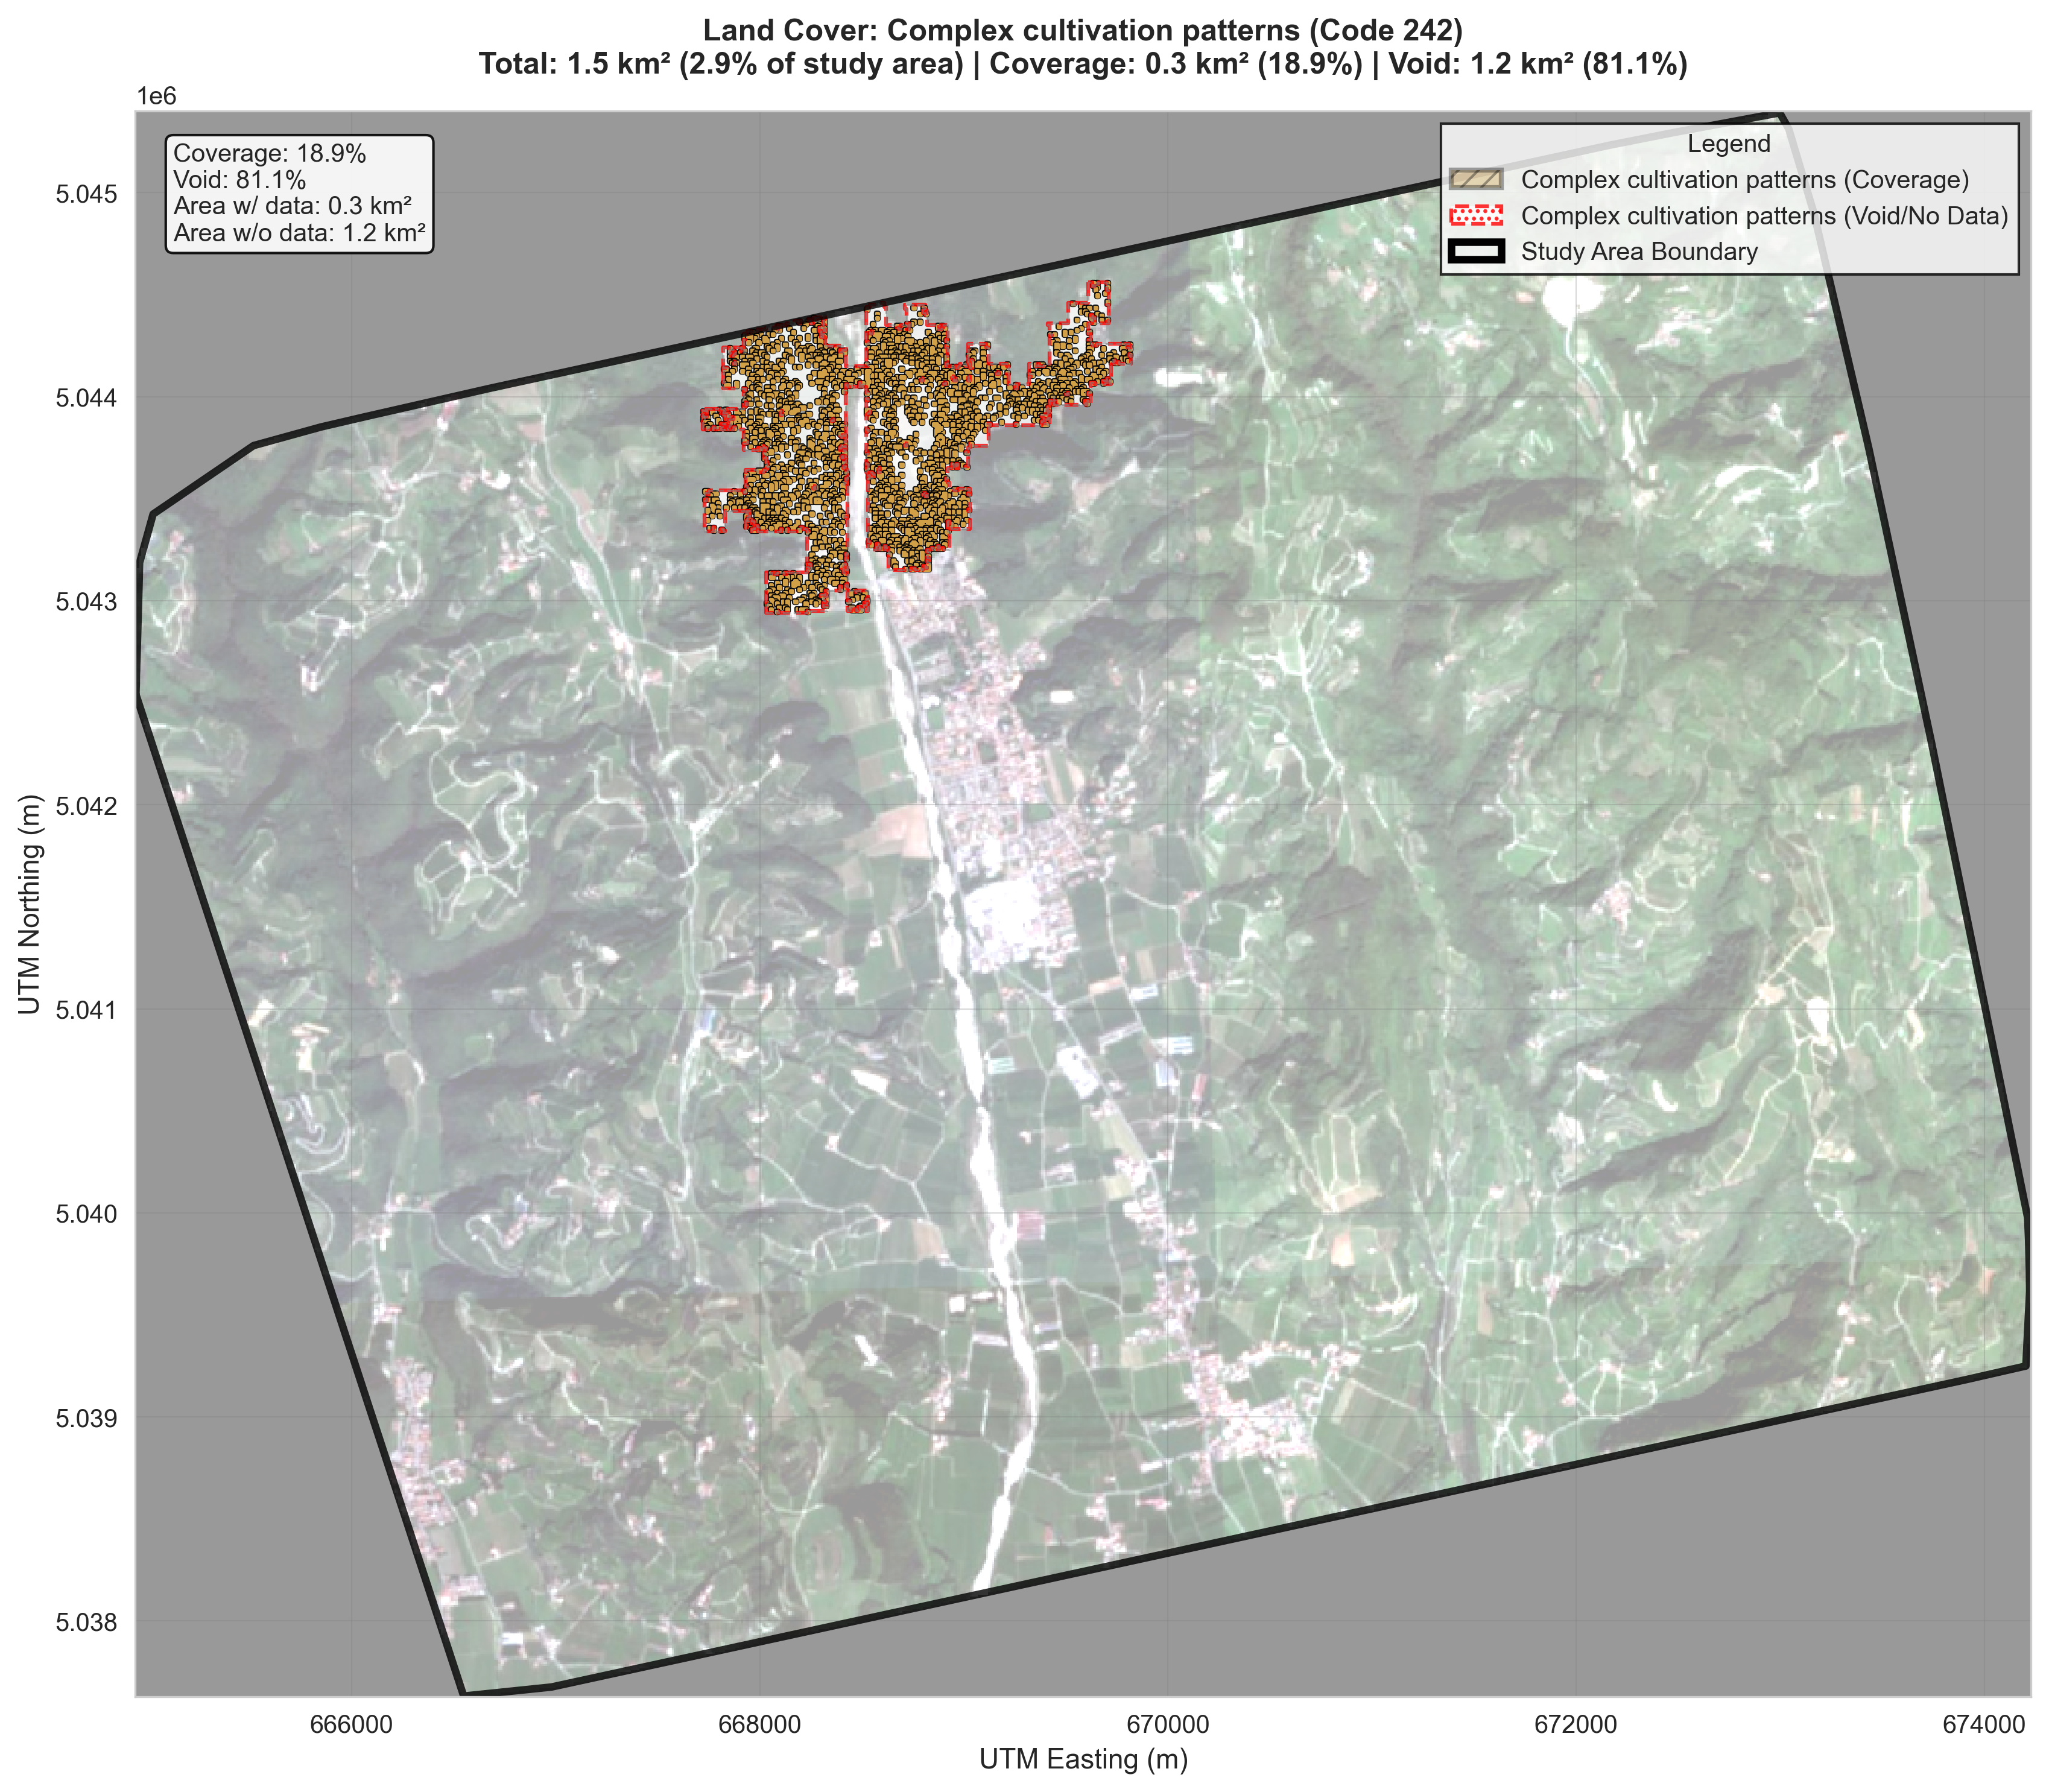 Land Cover: Complex cultivation patterns (Code 242)
Total: 1.5 km² (2.9% of study area) | Coverage: 0.3 km² (18.9%) | Void: 1.2 km² (81.1%)
1e6
Coverage: 18.9%
Void: 81.1%
Area w/ data: 0.3 km²
Area w/o data: 1.2 km²
Legend
Complex cultivation patterns (Coverage)
Complex cultivation patterns (Void/No Data)
Study Area Boundary
5.045
5.044
5.043
5.042
5.041
5.040
5.039
5.038
UTM Northing (m)
666000
668000
670000
672000
674000
UTM Easting (m)